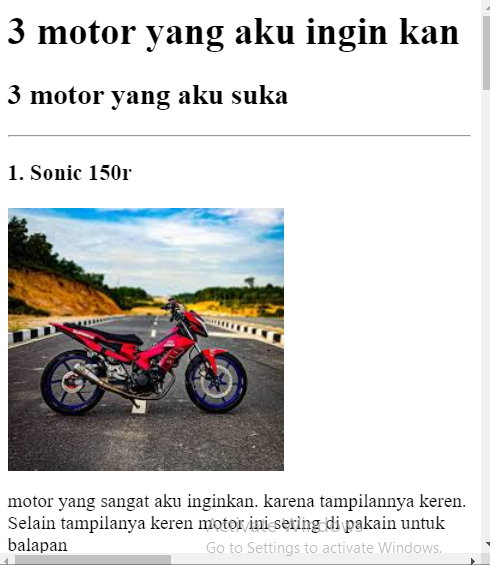 3 motor yang aku ingin kan
3 motor yang aku suka
1. Sonic 150r
motor yang sangat aku inginkan. karena tampilannya keren.
Selain tampilanya keren motor ini sering di pakain untuk
balapan
Activate Windows
Go to Settings to activate Windows.